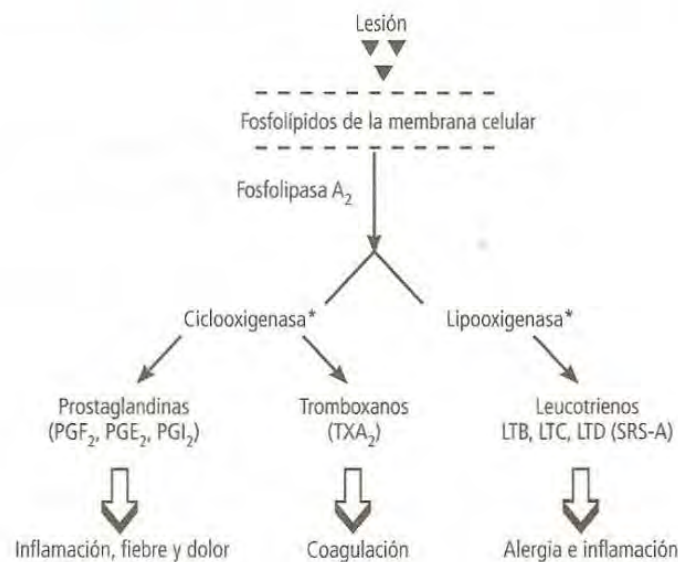 Lesión
Fosfolípidos de la membrana celular
Fosfolipasa A₂
Ciclooxigenasa*
Lipooxigenasa*
Prostaglandinas
(PGF₂, PGE₂, PGI₂)
Tromboxanos
(TXA₂)
Leucotrienos
LTB, LTC, LTD (SRS-A)
Inflamación, fiebre y dolor
Coagulación
Alergia e inflamación